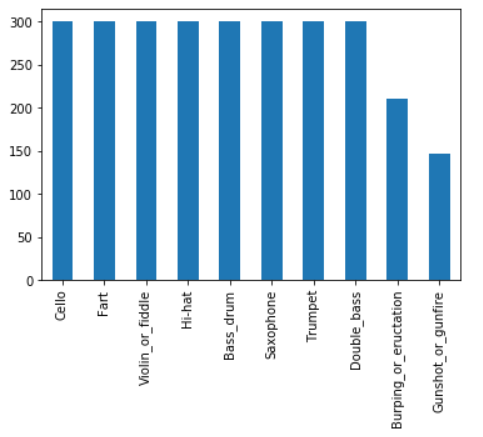 300
250
200
150
100
50
0
Cello
Fart
Violin_or_fiddle
Hi-hat
Bass_drum
Saxophone
Trumpet
Double_bass
Burping_or_eructation
Gunshot_or_gunfire